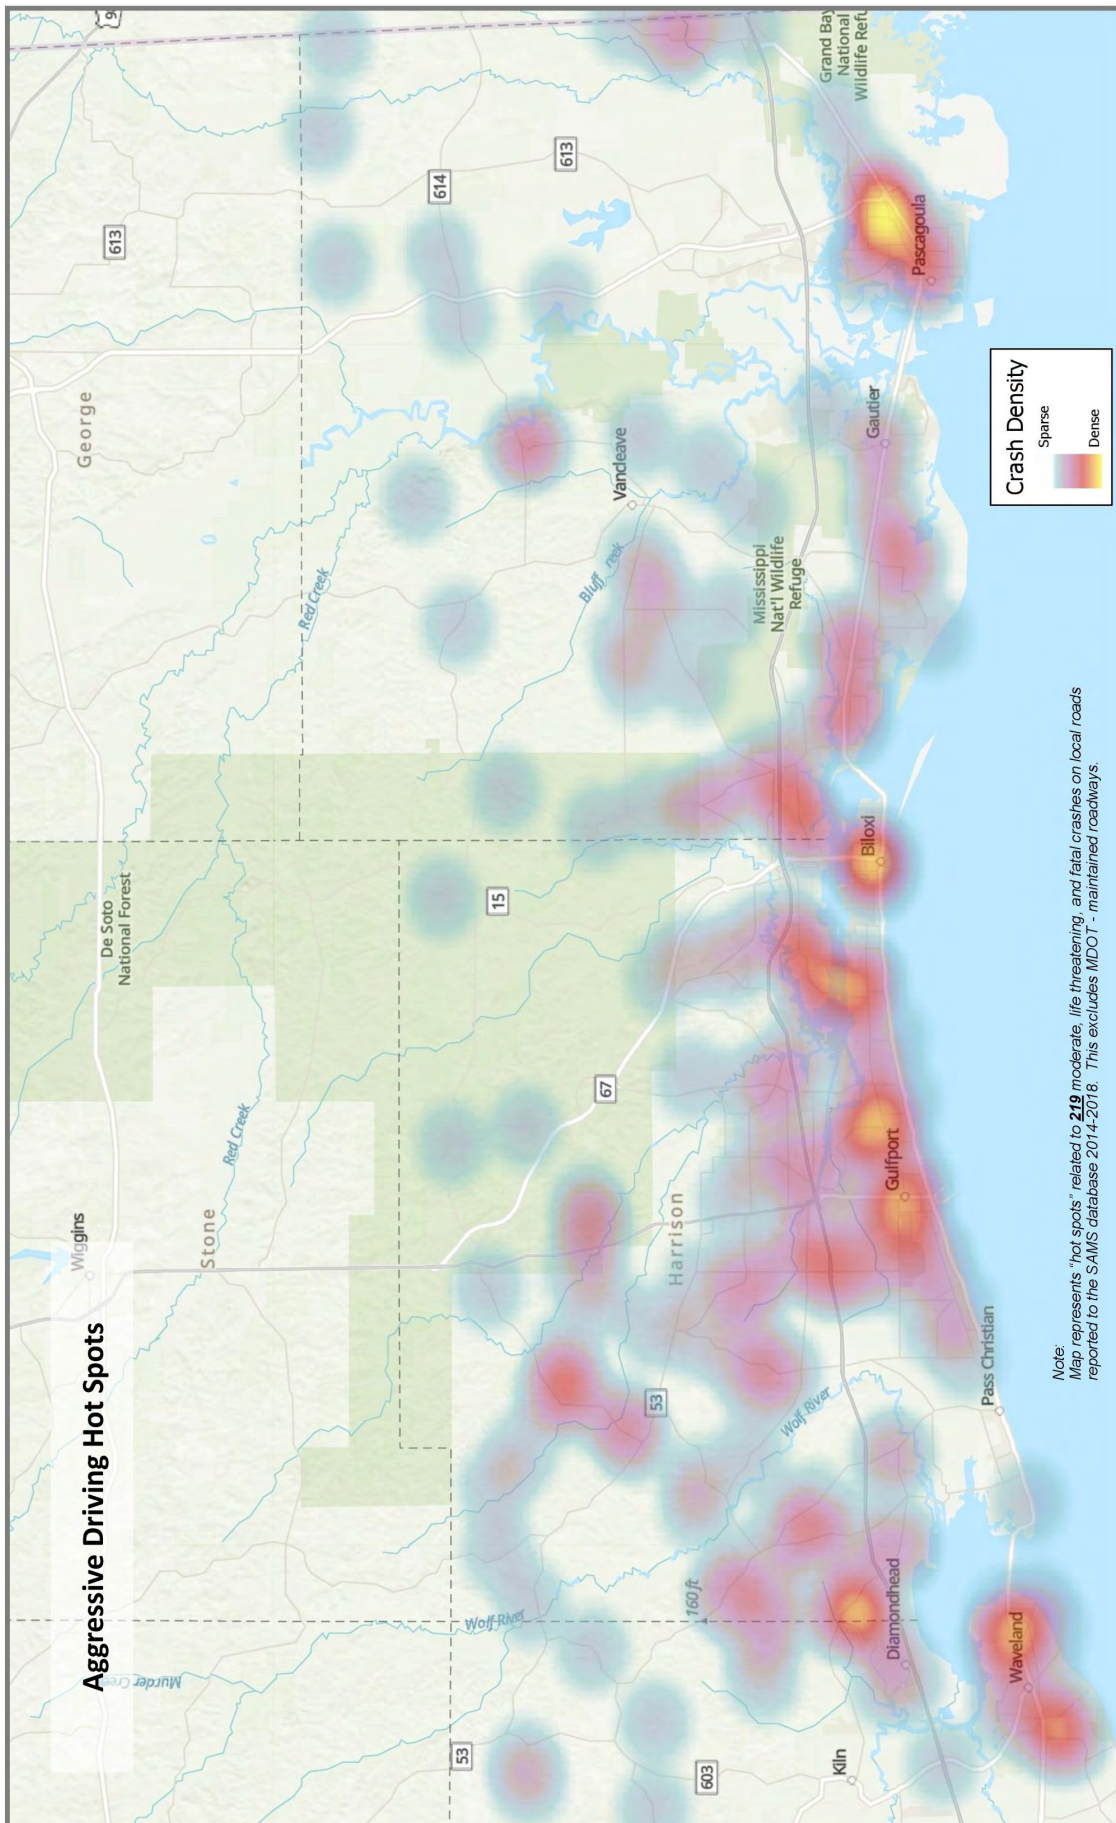 Aggressive Driving Hot Spots
Murder Creek
Wiggins
Stone
Red Creek
De Soto
National Forest
Red Creek
George
613
9
53
Wolf River
15
614
613
67
Bluff
reek
Vancleave
603
160 ft
53
Harrison
Wolf River
Mississippi
Nat'l Wildlife
Refuge
Grand Bay
National
Wildlife Refu
Kiln
Diamondhead
Gulfport
Biloxi
Gautier
Pascagoula
Waveland
Pass Christian
Crash Density
Sparse
Dense
Note:
Map represents "hot spots" related to 219 moderate, life threatening, and fatal crashes on local roads
reported to the SAMS database 2014-2018. This excludes MDOT - maintained roadways.